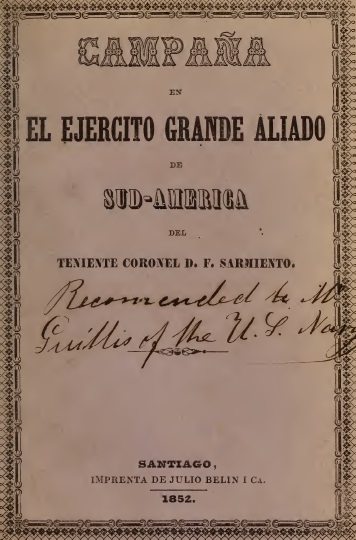 CAMPAÑA
EN
EL EJERCITO GRANDE ALIADO
DE
SUD-AMERICA
DEL
TENIENTE CORONEL D. F. SARMIENTO.
Recommended to Mr
Guillis of the U. S. Navy
SANTIAGO,
IMPRENTA DE JULIO BELIN I CA.
1852.